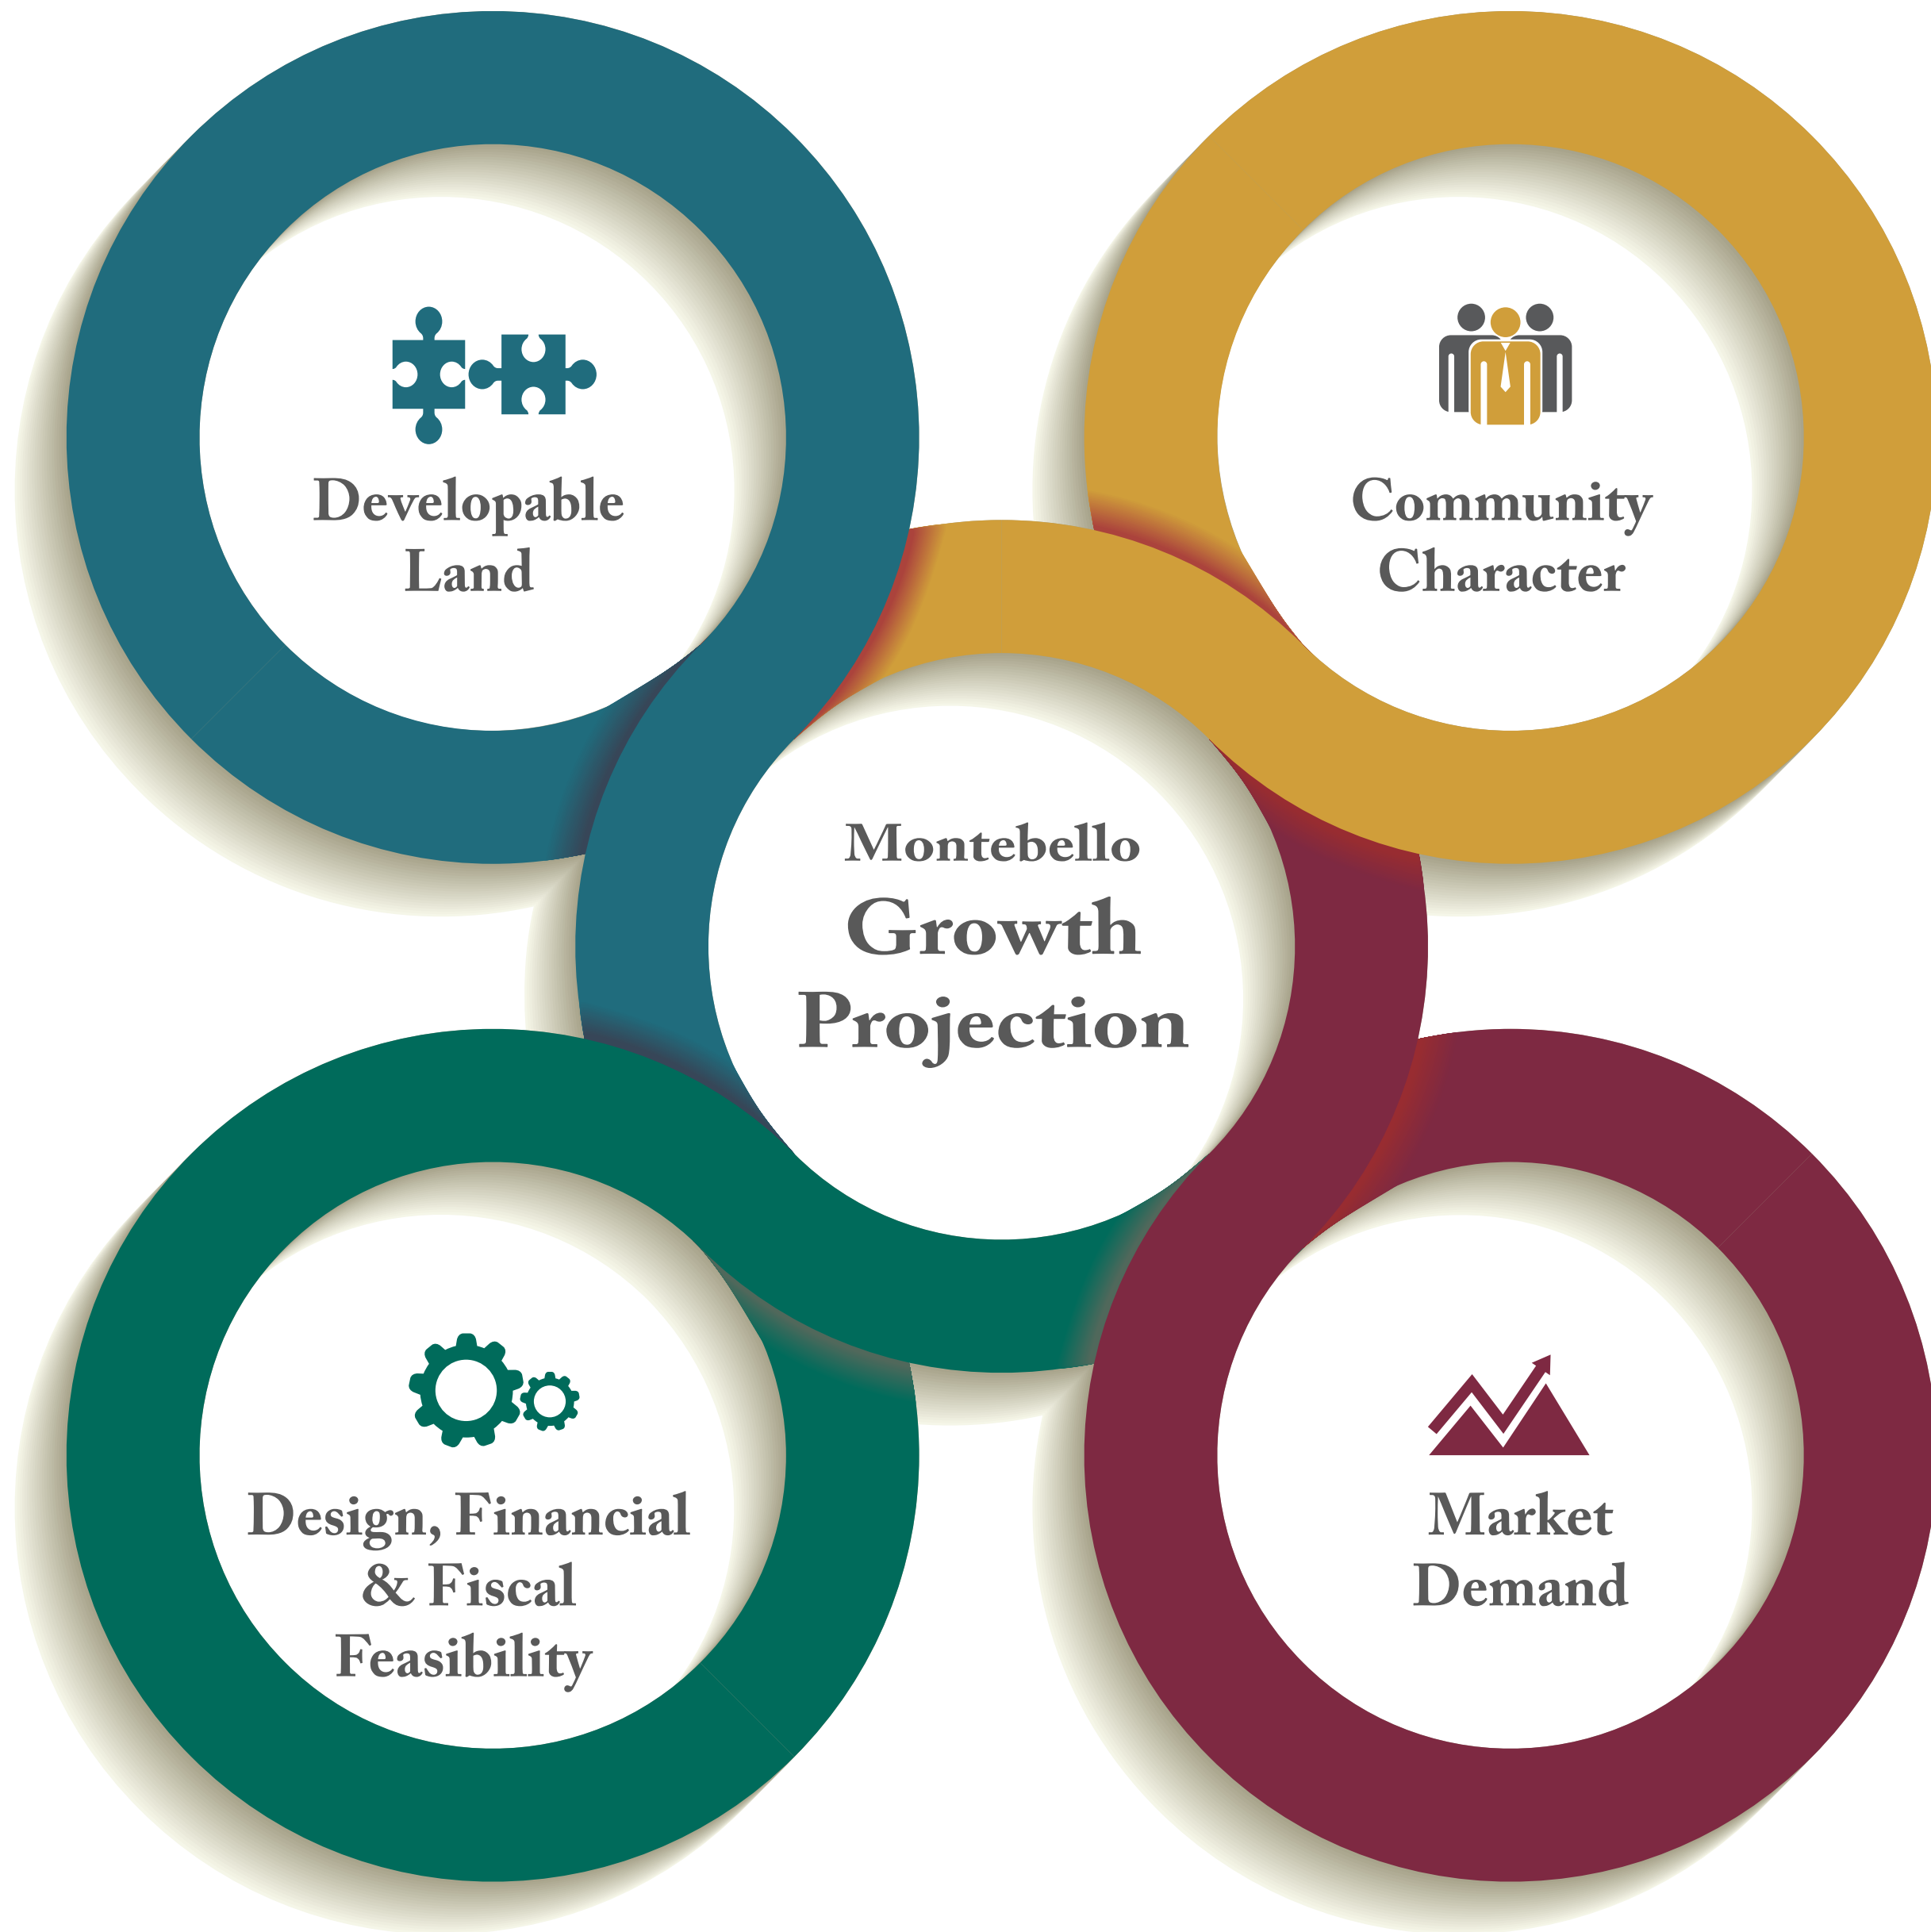 Developable
Land
Community
Character
Montebello
Growth
Projection
Design, Financial
& Fiscal
Feasibility
Market
Demand